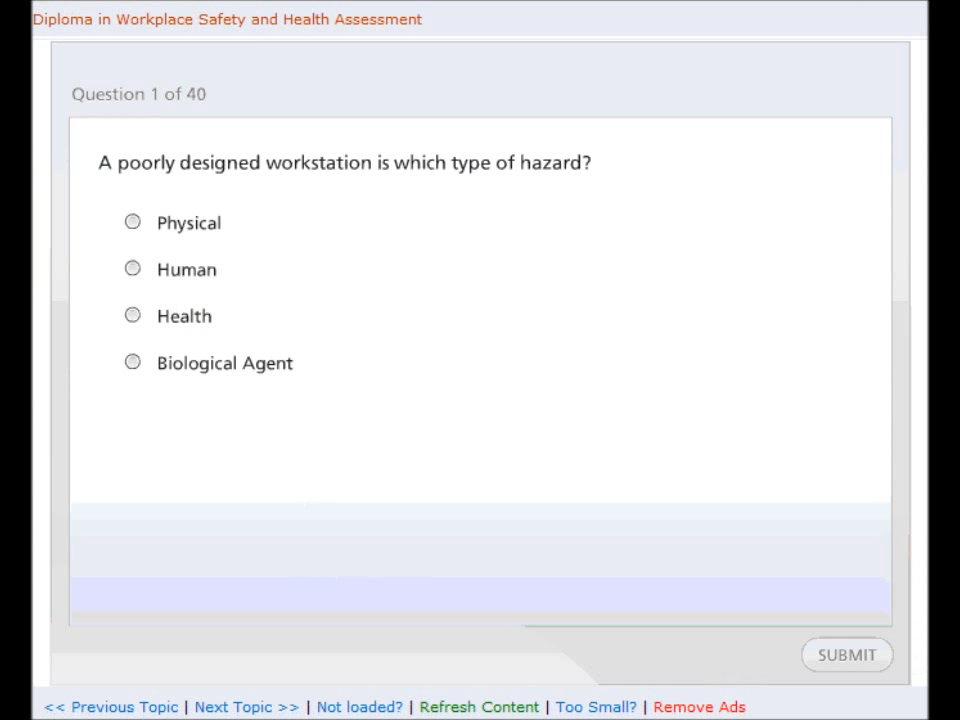 Diploma in Workplace Safety and Health Assessment
Question 1 of 40
A poorly designed workstation is which type of hazard?
Physical
Human
Health
Biological Agent
SUBMIT
<< Previous Topic | Next Topic >> | Not loaded? | Refresh Content | Too Small? | Remove Ads